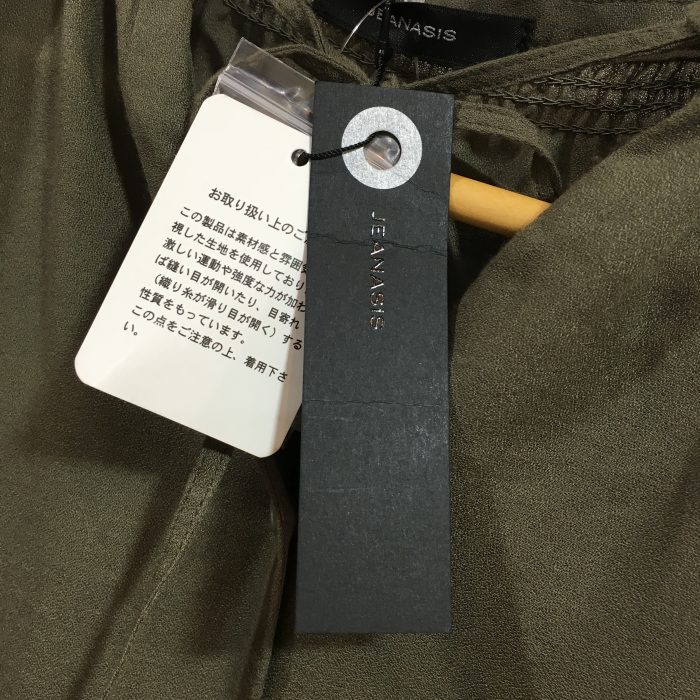 JEANASIS
JEANASIS
お取り扱い上のご
この製品は素材感と雰囲気
視した生地を使用しており
激しい運動や強度な力が加わ
ば縫い目が開いたり、目寄れ
(織り糸が滑り目が開く)する
性質をもっています。
この点をご注意の上、着用下さ
い。